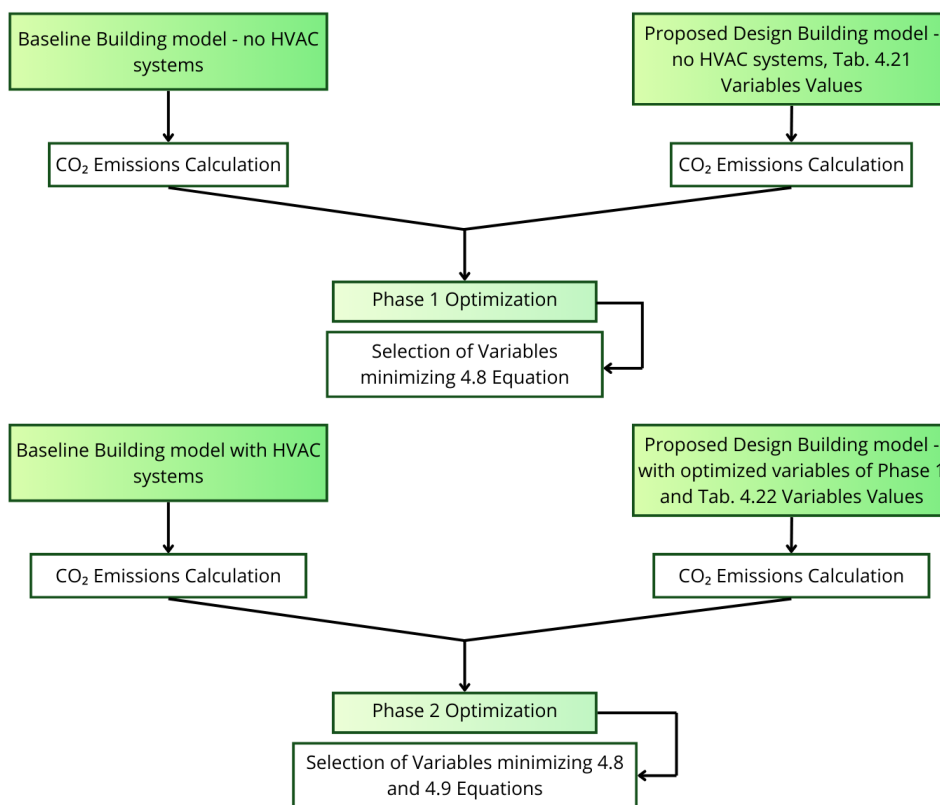 Baseline Building model - no HVAC
systems
Proposed Design Building model -
no HVAC systems, Tab. 4.21
Variables Values
CO₂ Emissions Calculation
CO₂ Emissions Calculation
Phase 1 Optimization
Selection of Variables
minimizing 4.8 Equation
Baseline Building model with HVAC
systems
Proposed Design Building model -
with optimized variables of Phase 1
and Tab. 4.22 Variables Values
CO₂ Emissions Calculation
CO₂ Emissions Calculation
Phase 2 Optimization
Selection of Variables minimizing 4.8
and 4.9 Equations